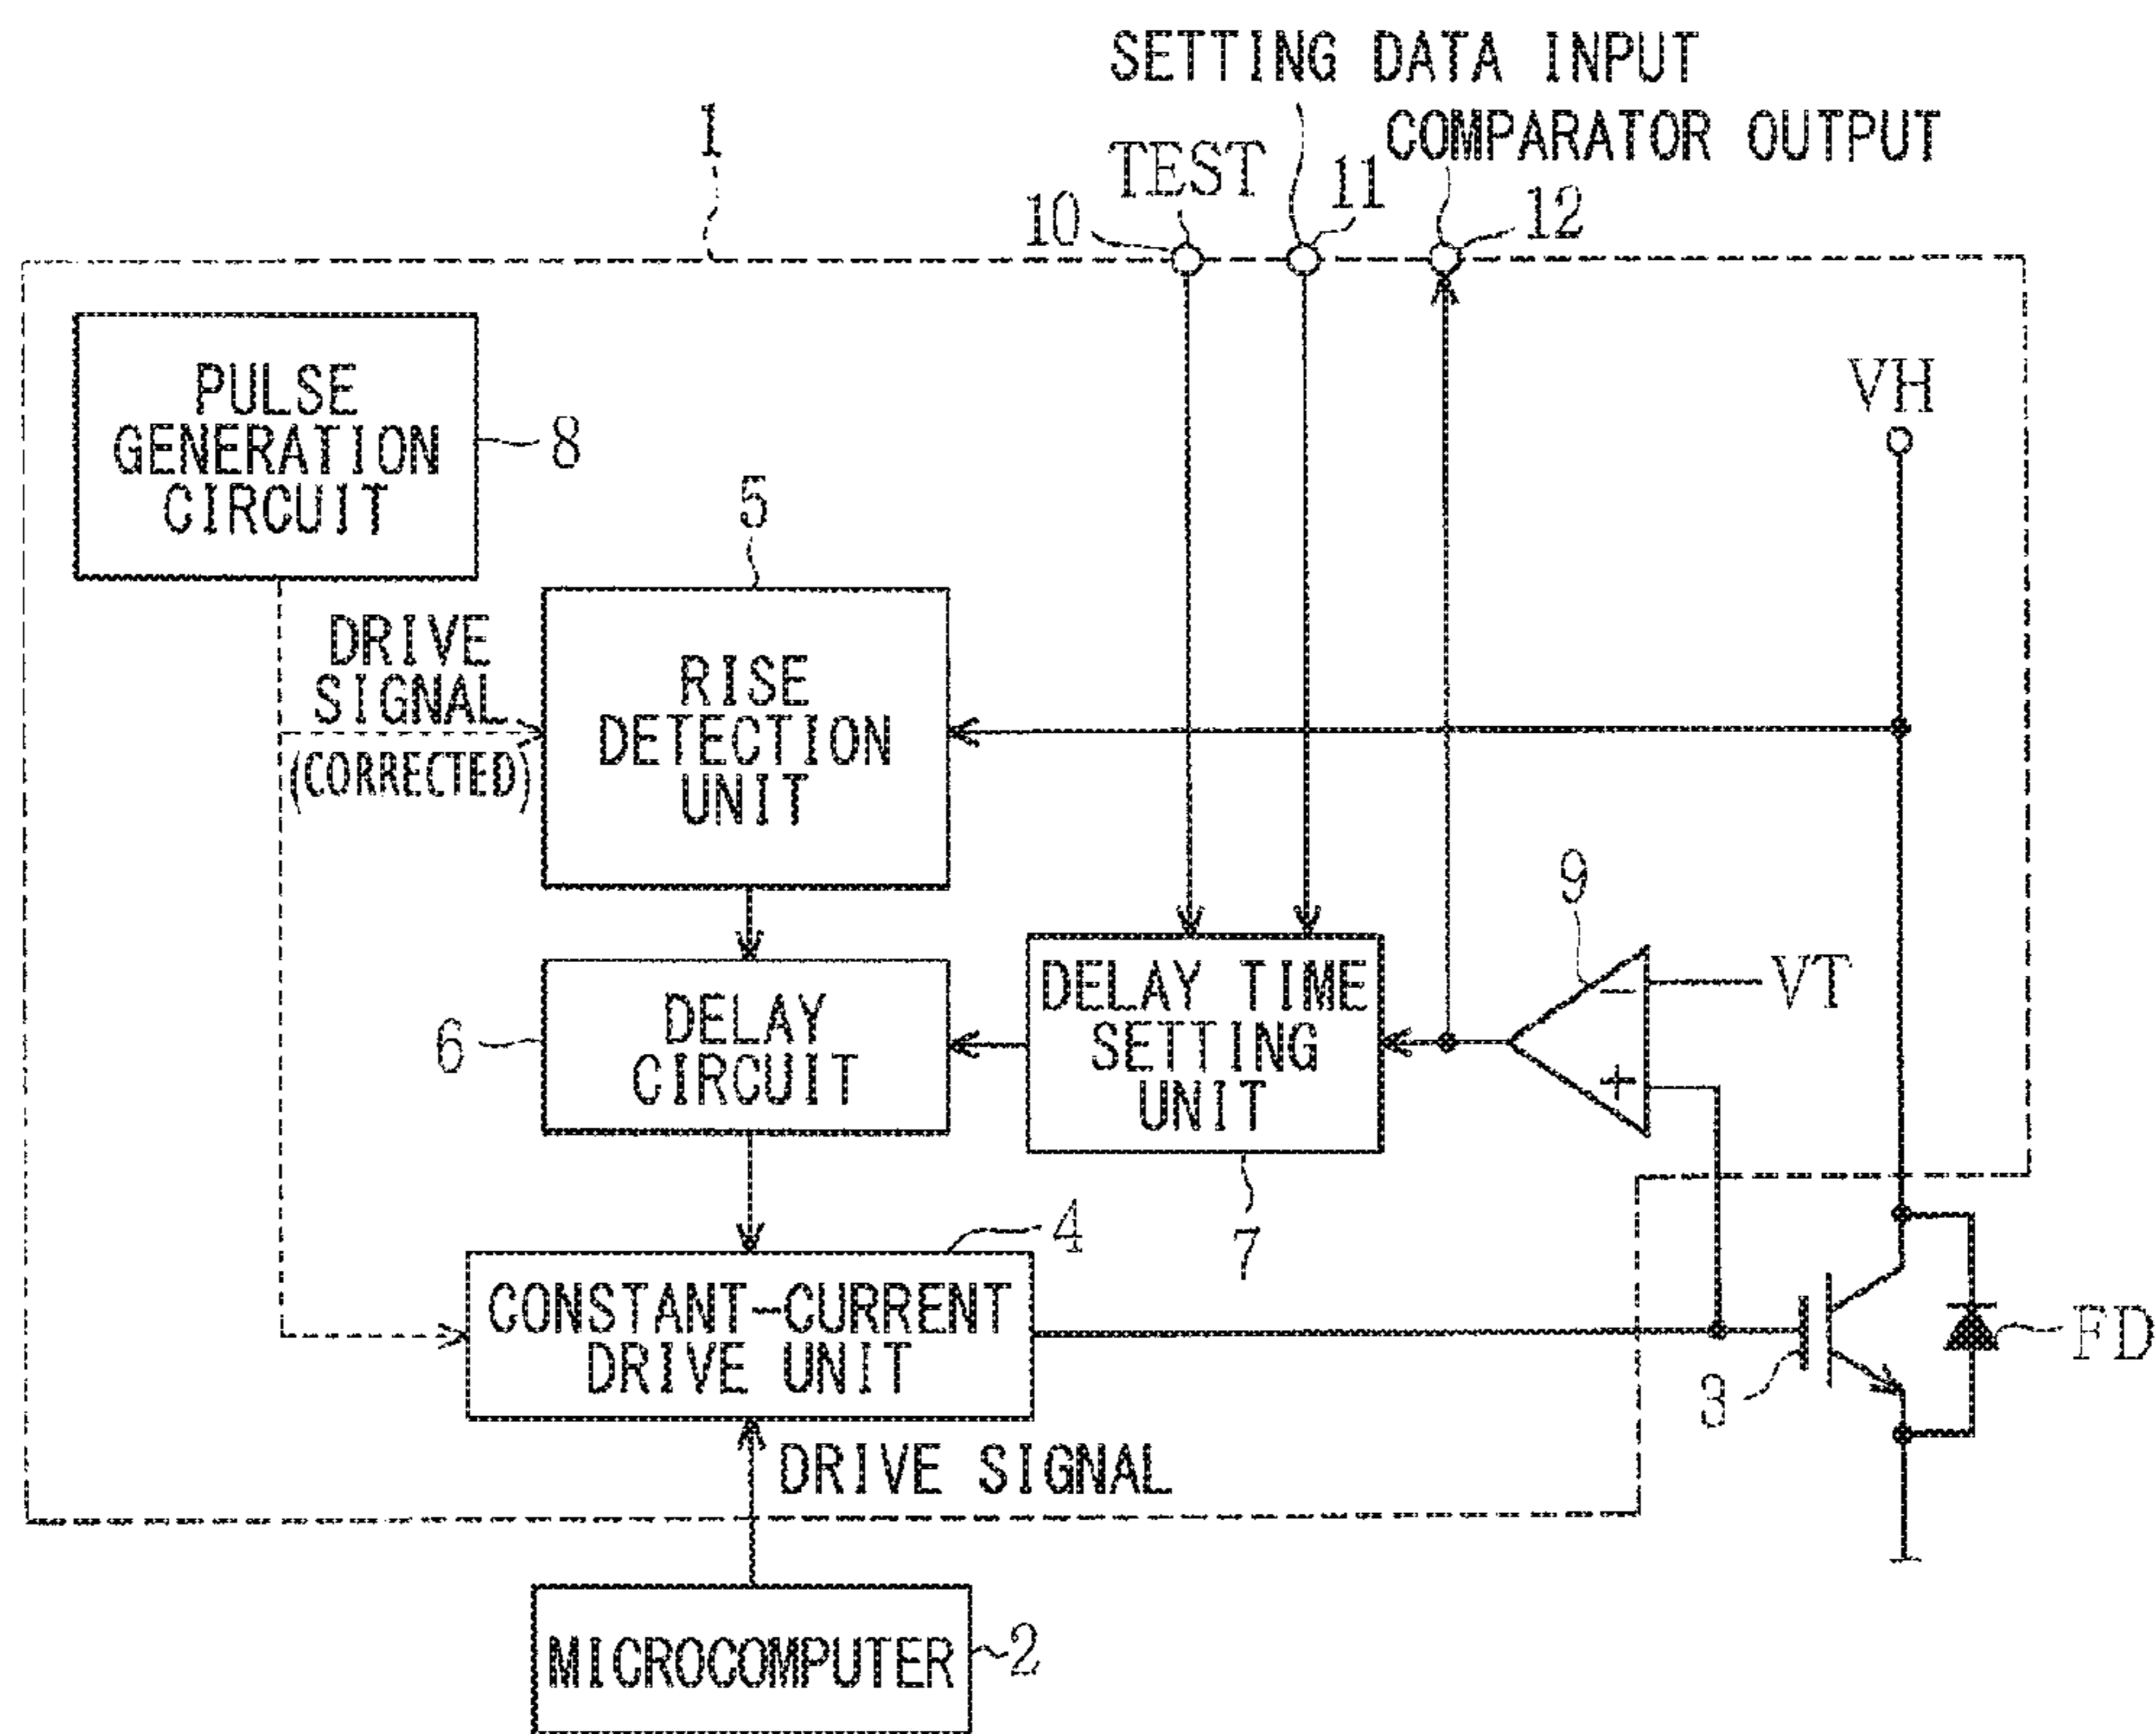 SETTING DATA INPUT
COMPARATOR OUTPUT
1
TEST
10
11
12
PULSE
GENERATION
CIRCUIT
8
VH
5
DRIVE
SIGNAL
(CORRECTED)
RISE
DETECTION
UNIT
9
VT
−
+
DELAY TIME
SETTING
UNIT
7
6
DELAY
CIRCUIT
4
CONSTANT-CURRENT
DRIVE UNIT
3
FD
DRIVE SIGNAL
MICROCOMPUTER
2